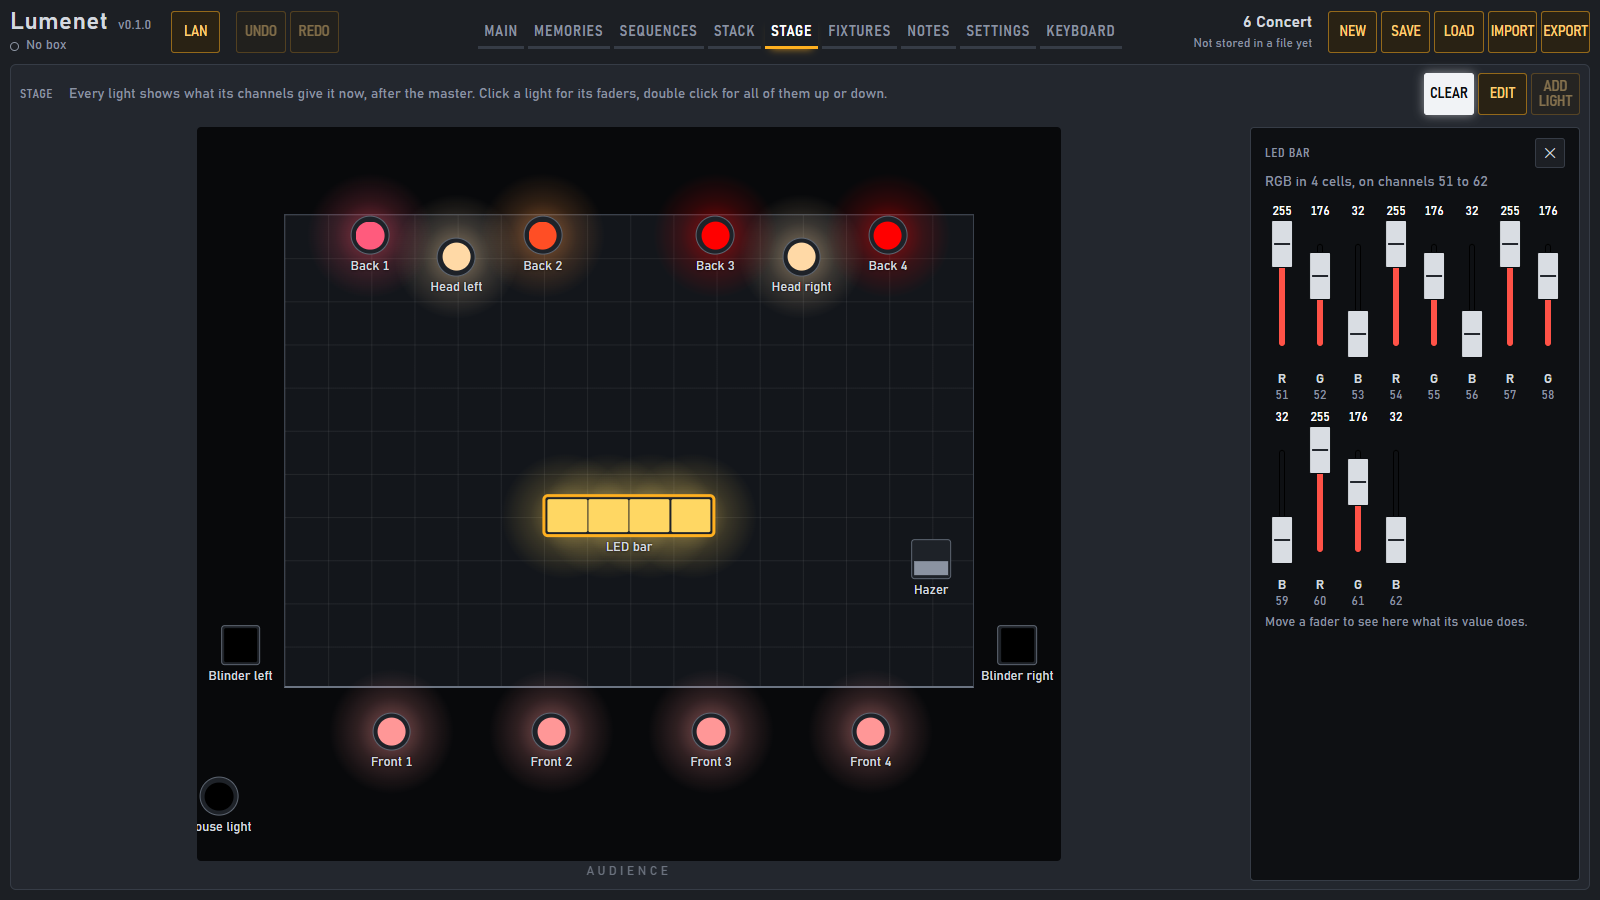 Lumenet v0.1.0
No box
LAN
UNDO REDO
MAIN MEMORIES SEQUENCES STACK STAGE FIXTURES NOTES SETTINGS KEYBOARD
6 Concert
Not stored in a file yet
NEW SAVE LOAD IMPORT EXPORT
STAGE Every light shows what its channels give it now, after the master. Click a light for its faders, double click for all of them up or down.
CLEAR EDIT ADD LIGHT
Back 1 Back 2 Back 3 Back 4
Head left Head right
LED bar
Hazer
Blinder left Blinder right
Front 1 Front 2 Front 3 Front 4
ouse light
AUDIENCE
LED BAR
RGB in 4 cells, on channels 51 to 62
255 176 32 255 176 32 255 176
R G B R G B R G
51 52 53 54 55 56 57 58
32 255 176 32
B R G B
59 60 61 62
Move a fader to see here what its value does.